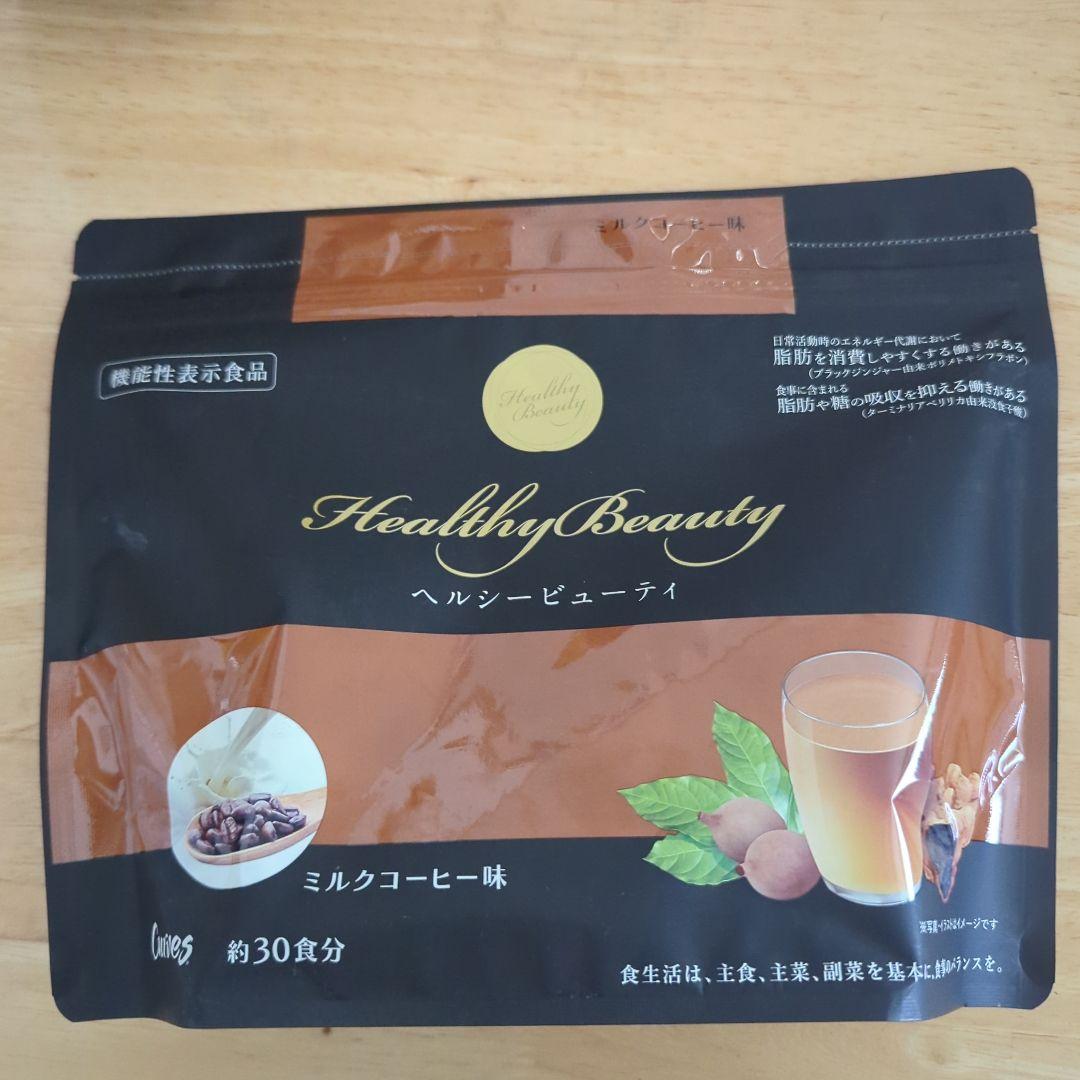 ミルクコーヒー味
機能性表示食品
日常活動時のエネルギー代謝において
脂肪を消費しやすくする働きがある
(ブラックジンジャー由来ポリメトキシフラボン)
食事に含まれる
脂肪や糖の吸収を抑える働きがある
(ターミナリアベリリカ由来没食子酸)
Healthy
Beauty
Healthy Beauty
ヘルシービューティ
ミルクコーヒー味
※写真・イラストはイメージです
Curves
約30食分
食生活は、主食、主菜、副菜を基本に、食事のバランスを。